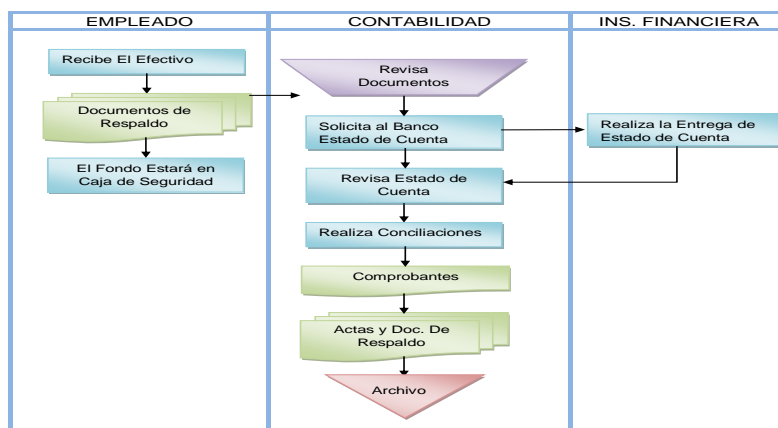 EMPLEADO
CONTABILIDAD
INS. FINANCIERA
Recibe El Efectivo
Documentos de
Respaldo
El Fondo Estará en
Caja de Seguridad
Revisa
Documentos
Solicita al Banco
Estado de Cuenta
Realiza la Entrega de
Estado de Cuenta
Revisa Estado de
Cuenta
Realiza Conciliaciones
Comprobantes
Actas y Doc. De
Respaldo
Archivo